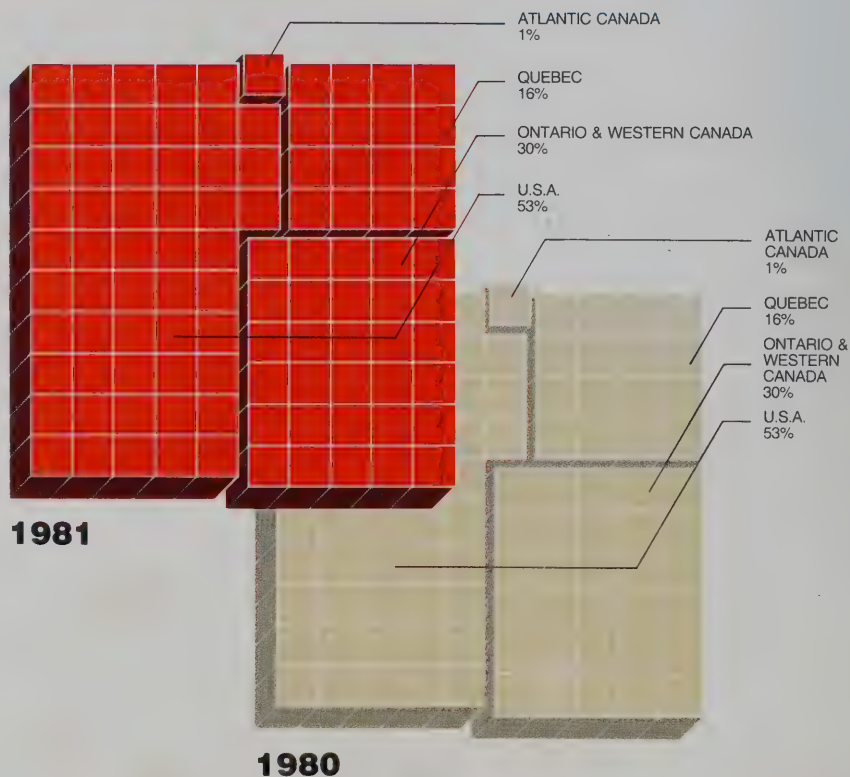 ATLANTIC CANADA
1%
QUEBEC
16%
ONTARIO & WESTERN CANADA
30%
U.S.A.
53%
1981
ATLANTIC
CANADA
1%
QUEBEC
16%
ONTARIO &
WESTERN
CANADA
30%
U.S.A.
53%
1980